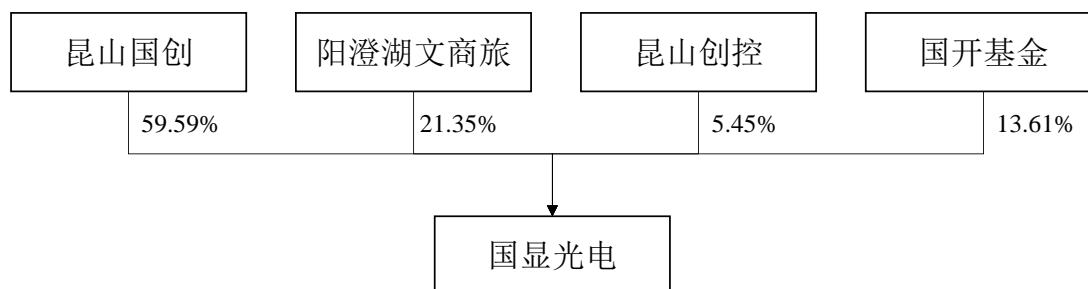 昆山国创
阳澄湖文商旅
昆山创控
国开基金
59.59%
21.35%
5.45%
13.61%
国显光电